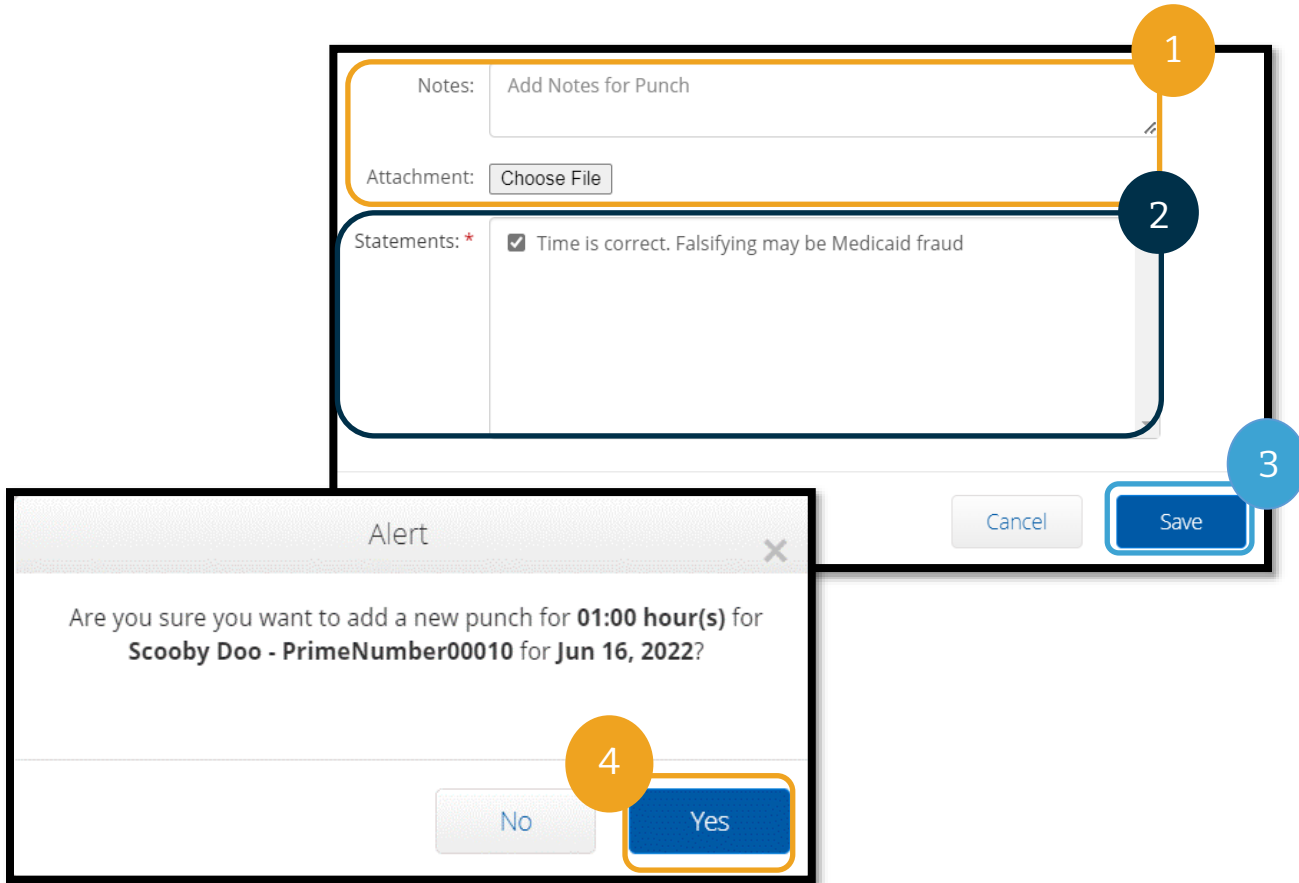 1
Notes:
Add Notes for Punch
Attachment:
Choose File
2
Statements: *
Time is correct. Falsifying may be Medicaid fraud
3
Cancel
Save
Alert
Are you sure you want to add a new punch for 01:00 hour(s) for
Scooby Doo - PrimeNumber00010 for Jun 16, 2022?
4
No
Yes